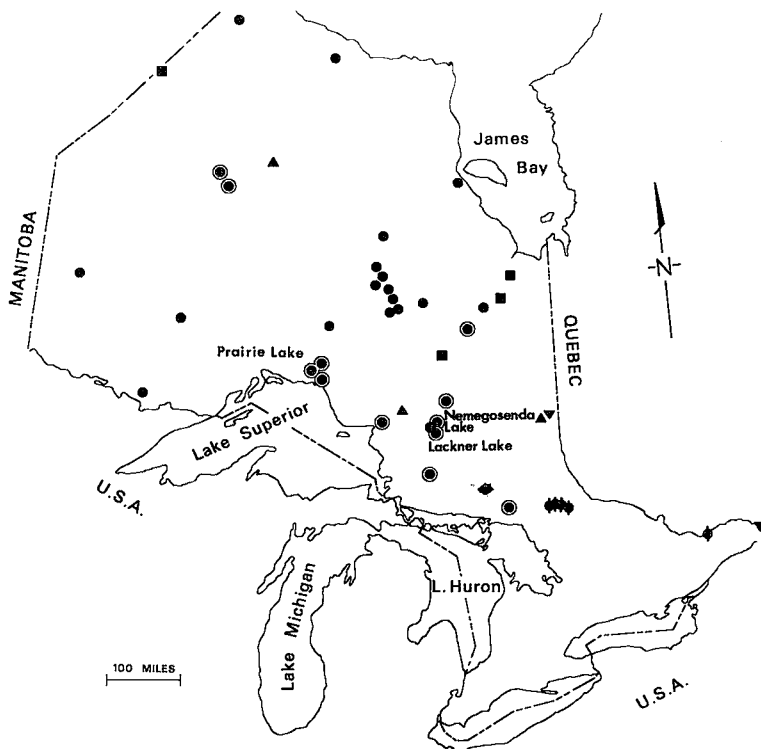 James
Bay
MANITOBA
-N-
QUEBEC
Prairie Lake
Nemegosenda
Lake
Lackner Lake
Lake Superior
U.S.A.
L. Huron
Lake Michigan
100 MILES
U.S.A.